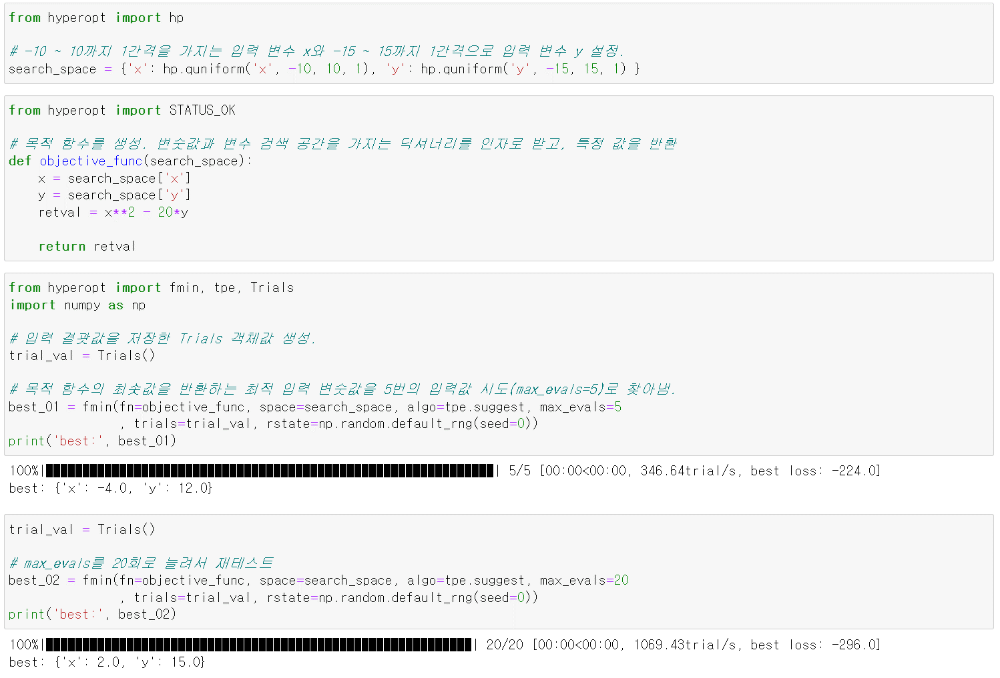 from hyperopt import hp
# -10 ~ 10까지 1간격을 가지는 입력 변수 x와 -15 ~ 15까지 1간격으로 입력 변수 y 설정.
search_space = {'x': hp.quniform('x', -10, 10, 1), 'y': hp.quniform('y', -15, 15, 1) }
from hyperopt import STATUS_OK
# 목적 함수를 생성. 변숫값과 변수 검색 공간을 가지는 딕셔너리를 인자로 받고, 특정 값을 반환
def objective_func(search_space):
    x = search_space['x']
    y = search_space['y']
    retval = x**2 - 20*y
    return retval
from hyperopt import fmin, tpe, Trials
import numpy as np
# 입력 결괏값을 저장한 Trials 객체값 생성.
trial_val = Trials()
# 목적 함수의 최솟값을 반환하는 최적 입력 변숫값을 5번의 입력값 시도(max_evals=5)로 찾아냄.
best_01 = fmin(fn=objective_func, space=search_space, algo=tpe.suggest, max_evals=5
               , trials=trial_val, rstate=np.random.default_rng(seed=0))
print('best:', best_01)
100%|██████████| 5/5 [00:00<00:00, 346.64trial/s, best loss: -224.0]
best: {'x': -4.0, 'y': 12.0}
trial_val = Trials()
# max_evals를 20회로 늘려서 재테스트
best_02 = fmin(fn=objective_func, space=search_space, algo=tpe.suggest, max_evals=20
               , trials=trial_val, rstate=np.random.default_rng(seed=0))
print('best:', best_02)
100%|██████████| 20/20 [00:00<00:00, 1069.43trial/s, best loss: -296.0]
best: {'x': 2.0, 'y': 15.0}